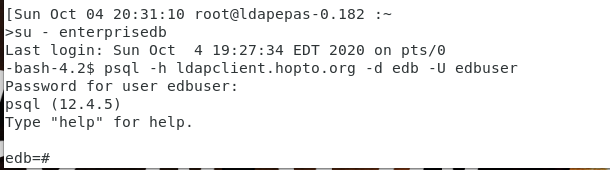 [Sun Oct 04 20:31:10 root@ldapepas-0.182 :~
>su - enterprisedb
Last login: Sun Oct  4 19:27:34 EDT 2020 on pts/0
-bash-4.2$ psql -h ldapclient.hopto.org -d edb -U edbuser
Password for user edbuser:
psql (12.4.5)
Type "help" for help.

edb=#